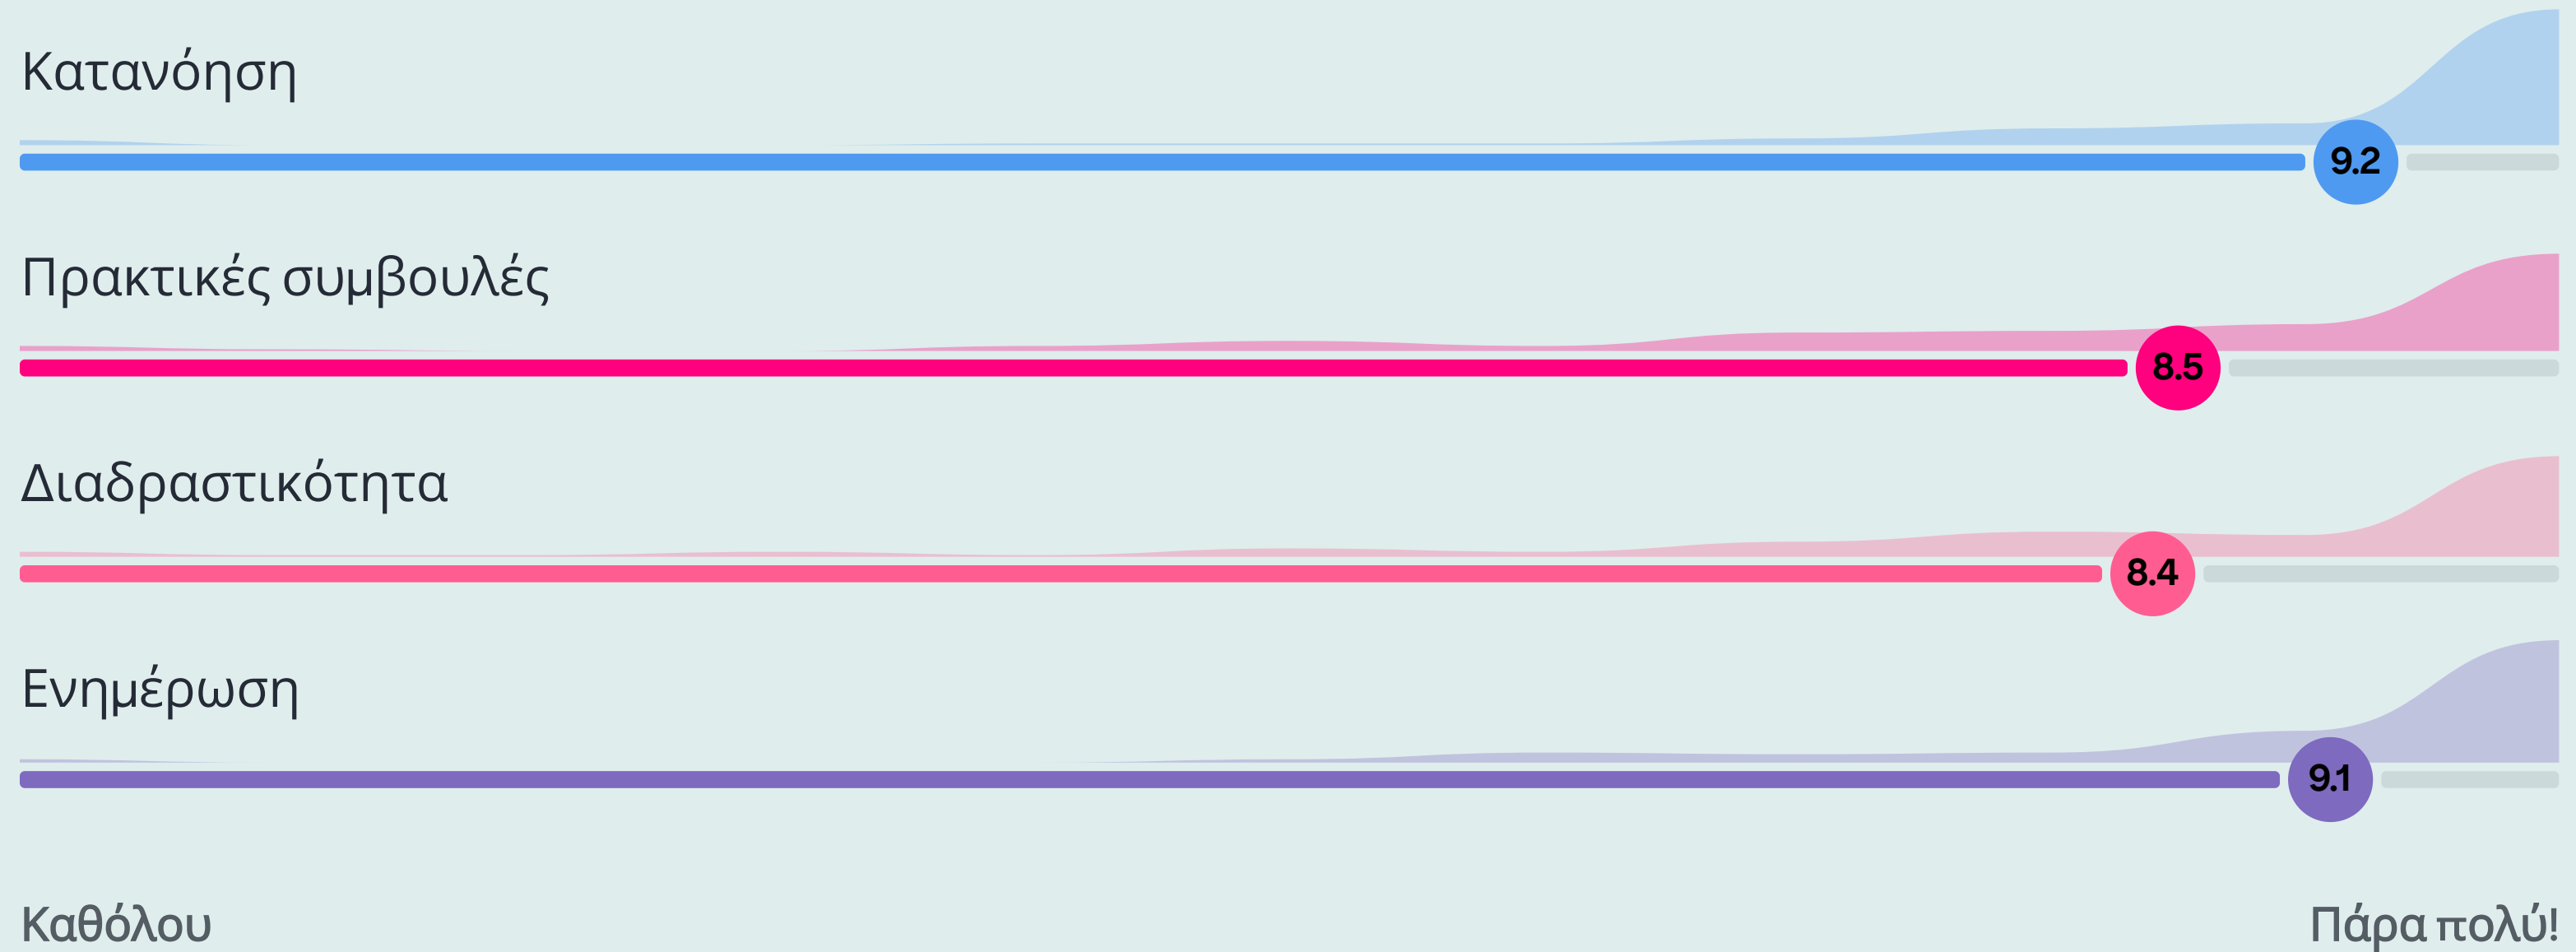 Κατανόηση
9.2
Πρακτικές συμβουλές
8.5
Διαδραστικότητα
8.4
Ενημέρωση
9.1
Καθόλου
Πάρα πολύ!